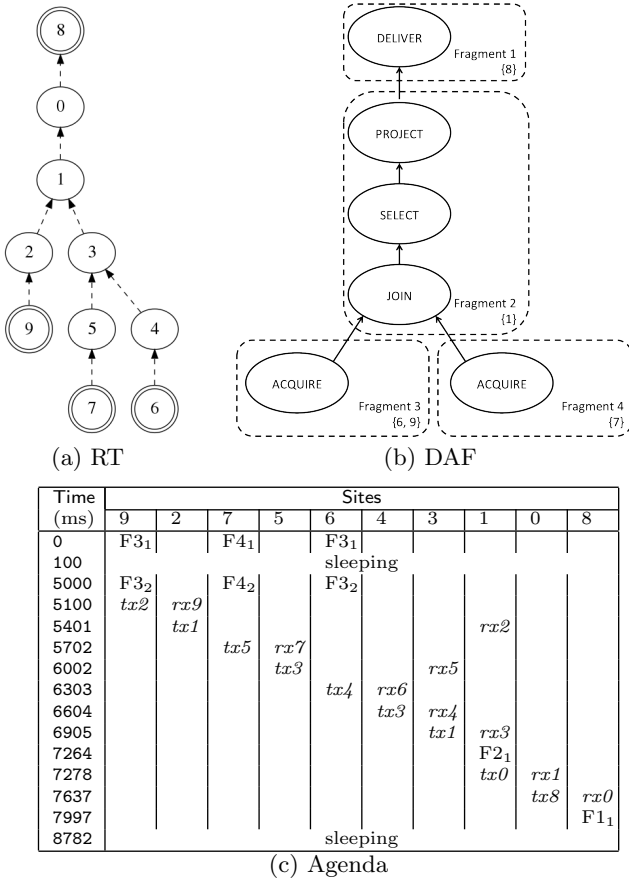 8
0
1
2 3
9 5 4
7 6
(a) RT
DELIVER
Fragment 1
{8}
PROJECT
SELECT
JOIN
Fragment 2
{1}
ACQUIRE
Fragment 3
{6, 9}
ACQUIRE
Fragment 4
{7}
(b) DAF
Time Sites
(ms) 9 2 7 5 6 4 3 1 0 8
0 F3₁ F4₁ F3₁
100 sleeping
5000 F3₂ F4₂ F3₂
5100 tx2 rx9
5401 tx1 rx2
5702 tx5 rx7
6002 tx3 rx5
6303 tx4 rx6
6604 tx3 rx4
6905 tx1 rx3
7264 F2₁
7278 tx0 rx1
7637 tx8 rx0
7997 F1₁
8782 sleeping
(c) Agenda